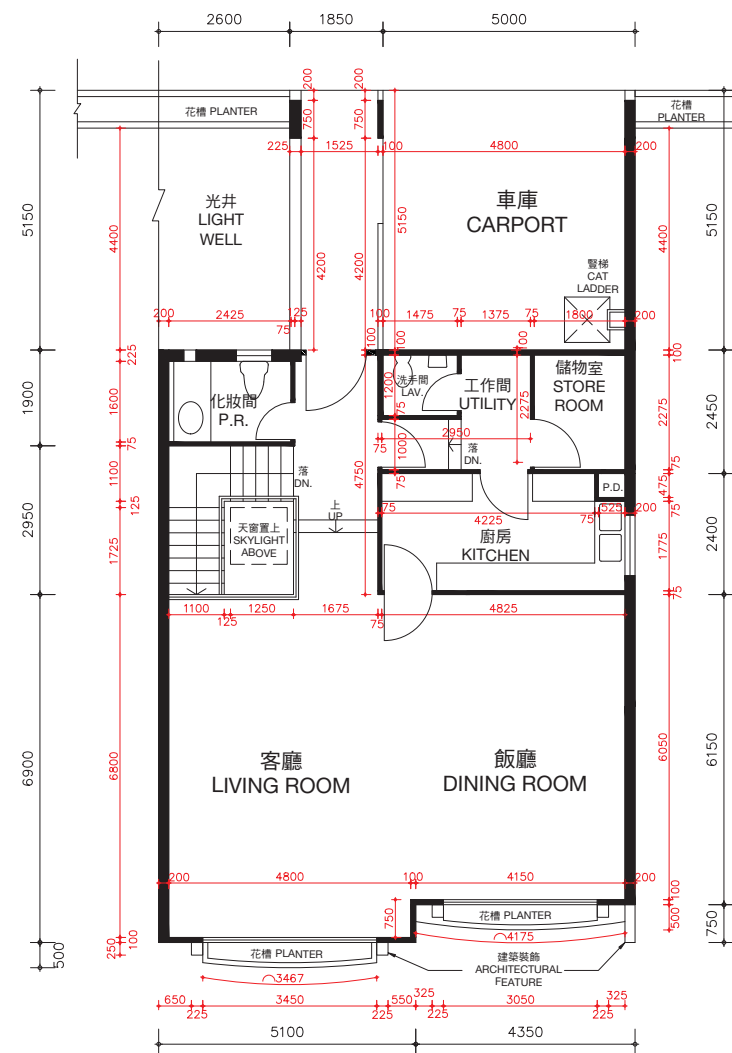 2600
1850
5000
200
200
花槽 PLANTER
花槽
PLANTER
750
750
225
1525
100
4800
200
光井
LIGHT
WELL
車庫
CARPORT
5150
4400
4200
4200
5150
4400
5150
豎梯
CAT
LADDER
200
2425
75
125
100
1475
75
1375
75
1800
200
225
100
100
100
100
1900
1600
化妝間
P.R.
洗手間
LAV.
1200
工作間
UTILITY
2275
儲物室
STORE
ROOM
2275
2450
75
75
75
2950
1000
落
DN.
75
75
1100
落
DN.
4750
475
P.D.
2950
125
上
UP
75
4225
75
525
200
75
1725
天窗置上
SKYLIGHT
ABOVE
廚房
KITCHEN
1775
2400
1100
125
1250
1675
75
4825
75
6900
6800
客廳
LIVING ROOM
飯廳
DINING ROOM
6050
6150
200
4800
100
4150
200
100
750
花槽 PLANTER
500
750
4175
500
250
100
花槽 PLANTER
建築裝飾
ARCHITECTURAL
FEATURE
3467
650
225
3450
225
550
325
225
3050
225
325
5100
4350